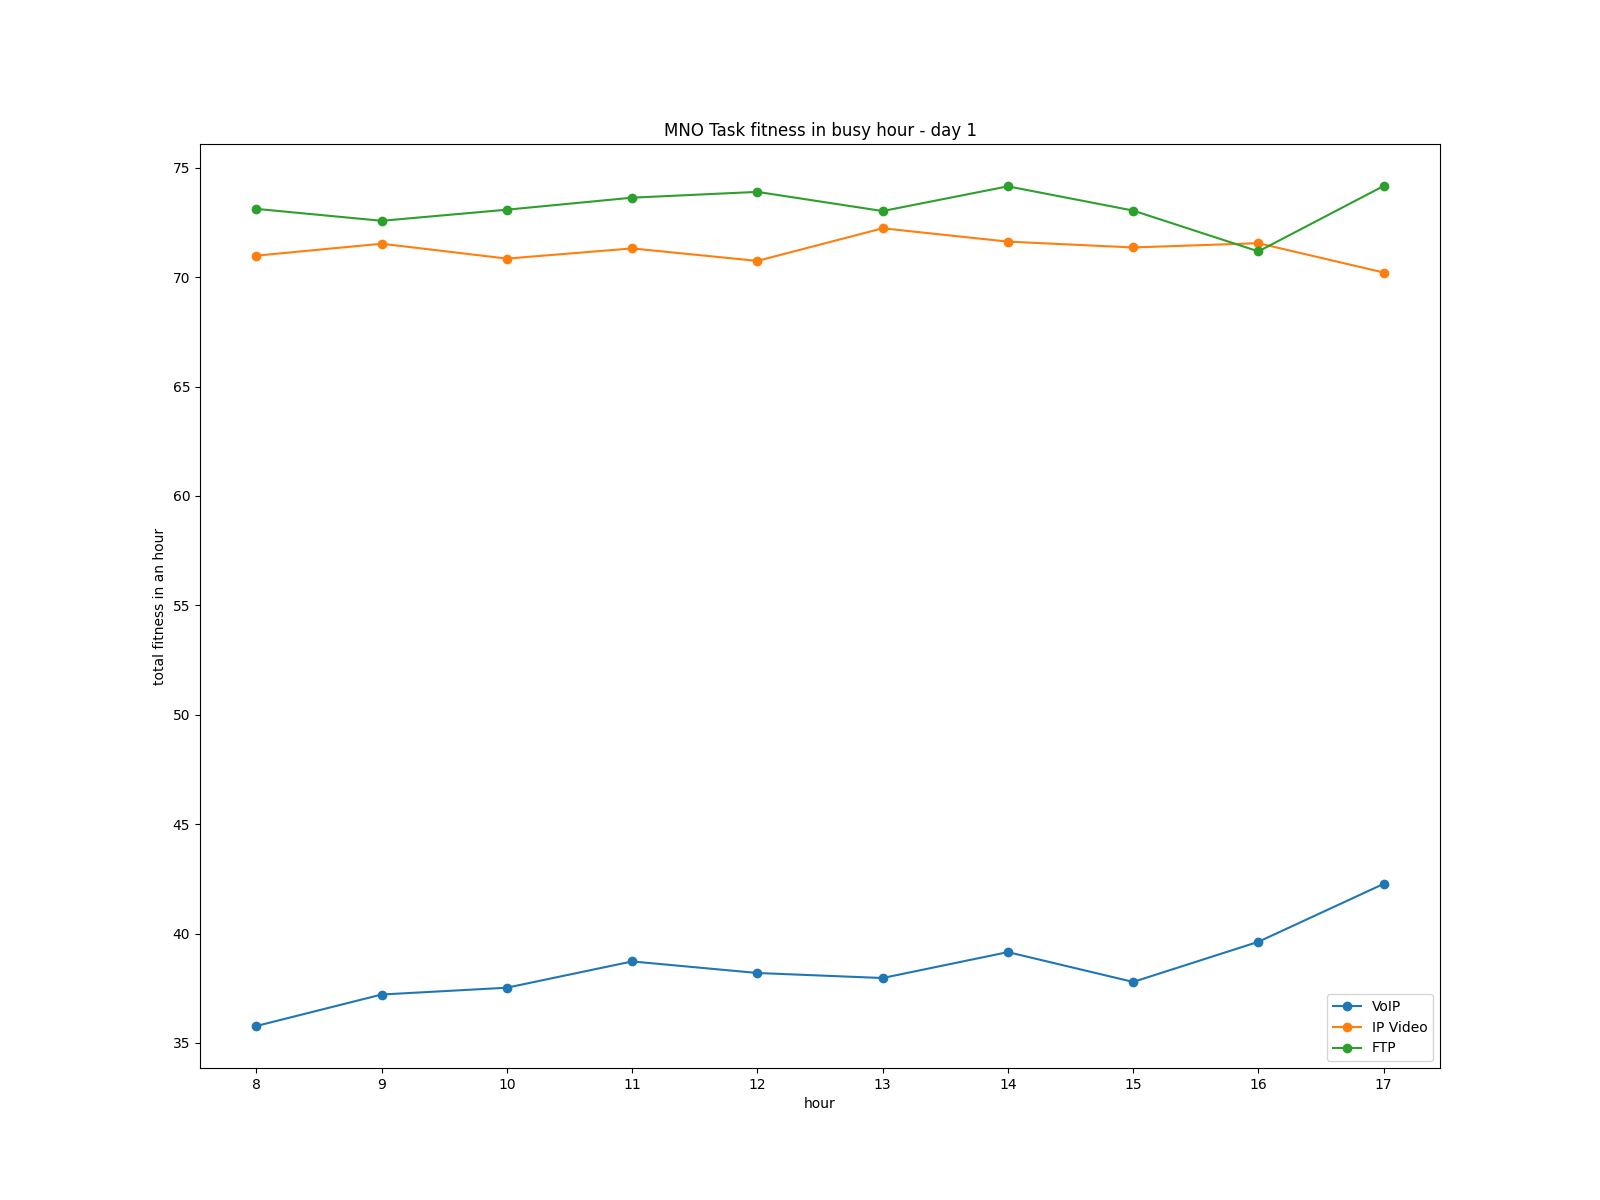 MNO Task fitness in busy hour - day 1
total fitness in an hour
75
70
65
60
55
50
45
40
35
VoIP
IP Video
FTP
8 9 10 11 12 13 14 15 16 17
hour